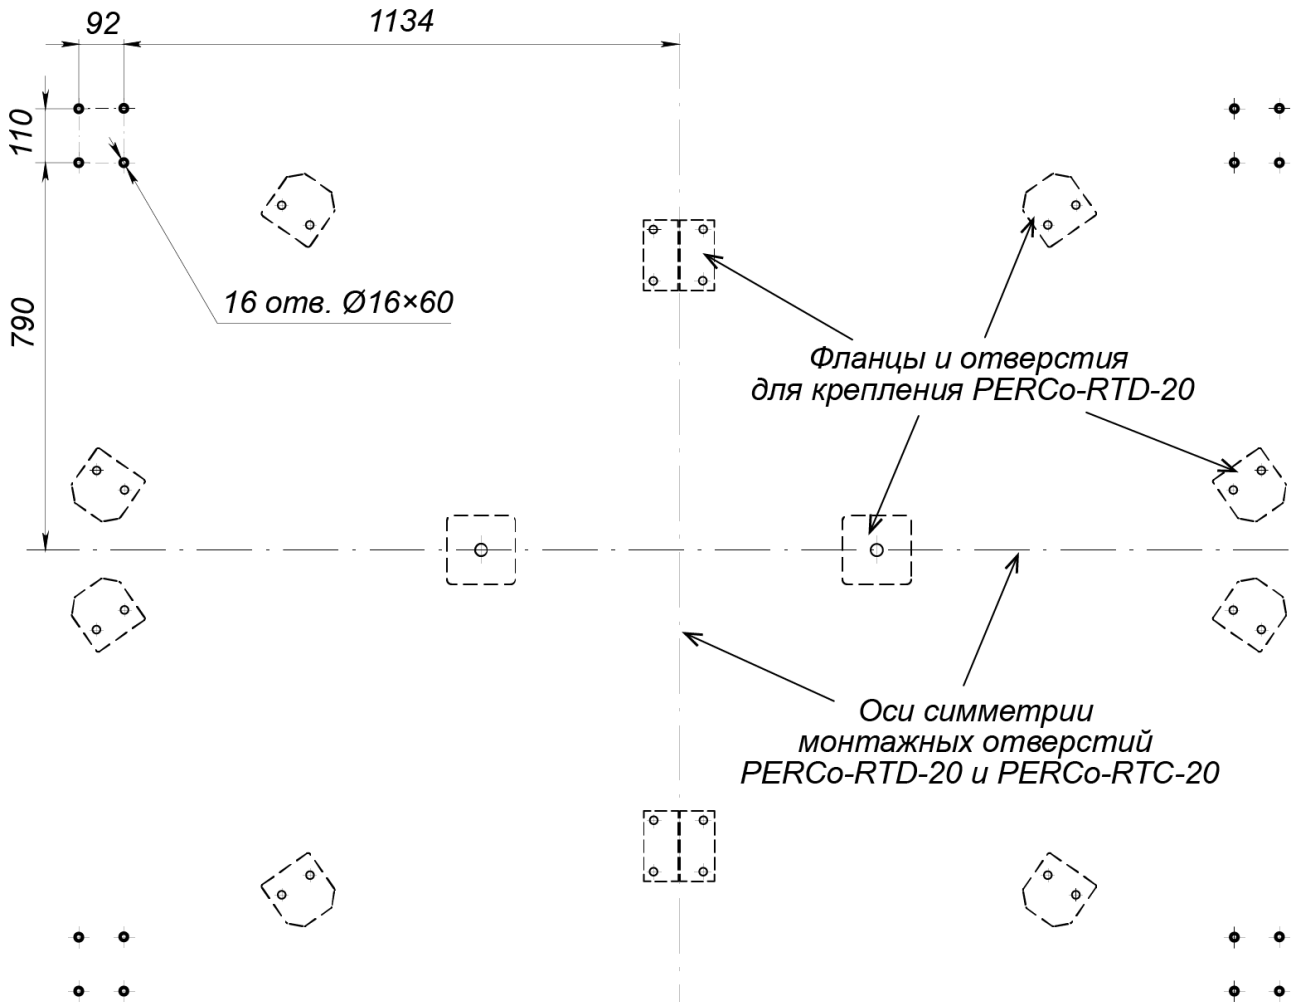 92
1134
110
790
16 отв. Ø16×60
Фланцы и отверстия
для крепления PERCo-RTD-20
Оси симметрии
монтажных отверстий
PERCo-RTD-20 и PERCo-RTC-20